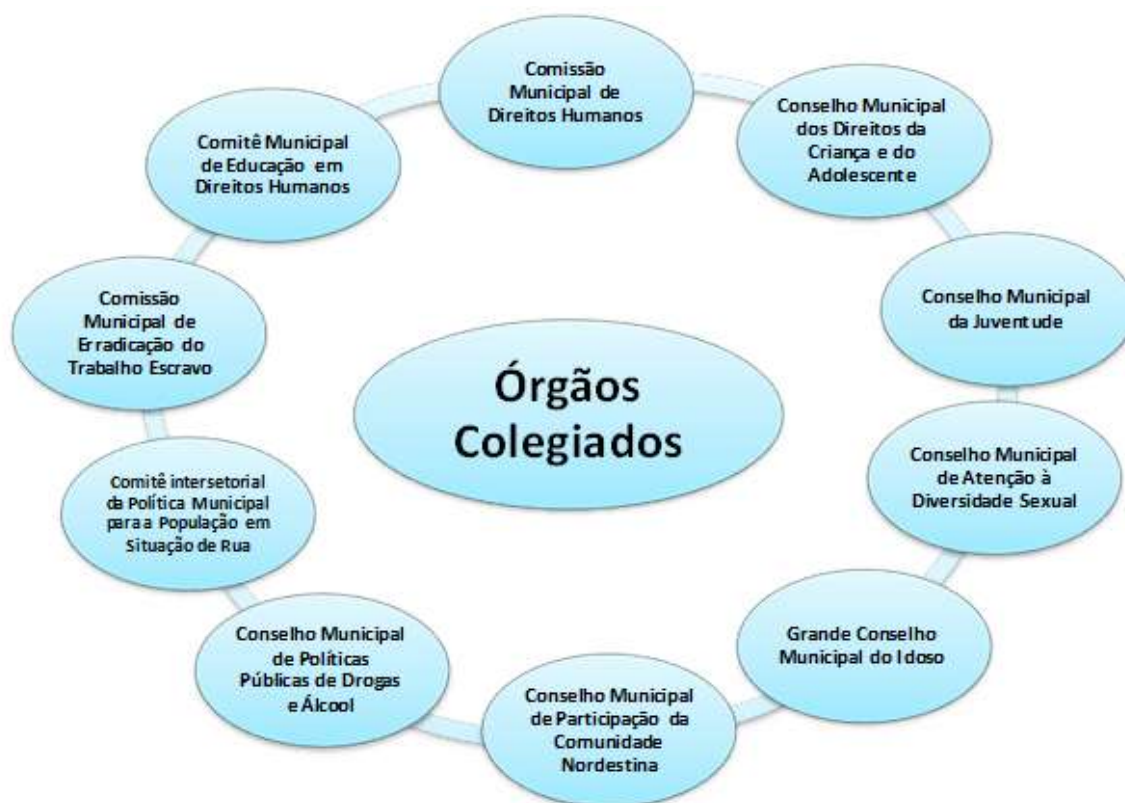 Comissão
Municipal de
Direitos Humanos
Conselho Municipal
dos Direitos da
Criança e do
Adolescente
Conselho Municipal
da Juventude
Conselho Municipal
de Atenção à
Diversidade Sexual
Grande Conselho
Municipal do Idoso
Conselho Municipal
de Participação da
Comunidade
Nordestina
Conselho Municipal
de Políticas
Públicas de Drogas
e Álcool
Comitê intersetorial
da Política Municipal
para a População em
Situação de Rua
Comissão
Municipal de
Erradicação do
Trabalho Escravo
Comitê Municipal
de Educação em
Direitos Humanos
Órgãos
Colegiados